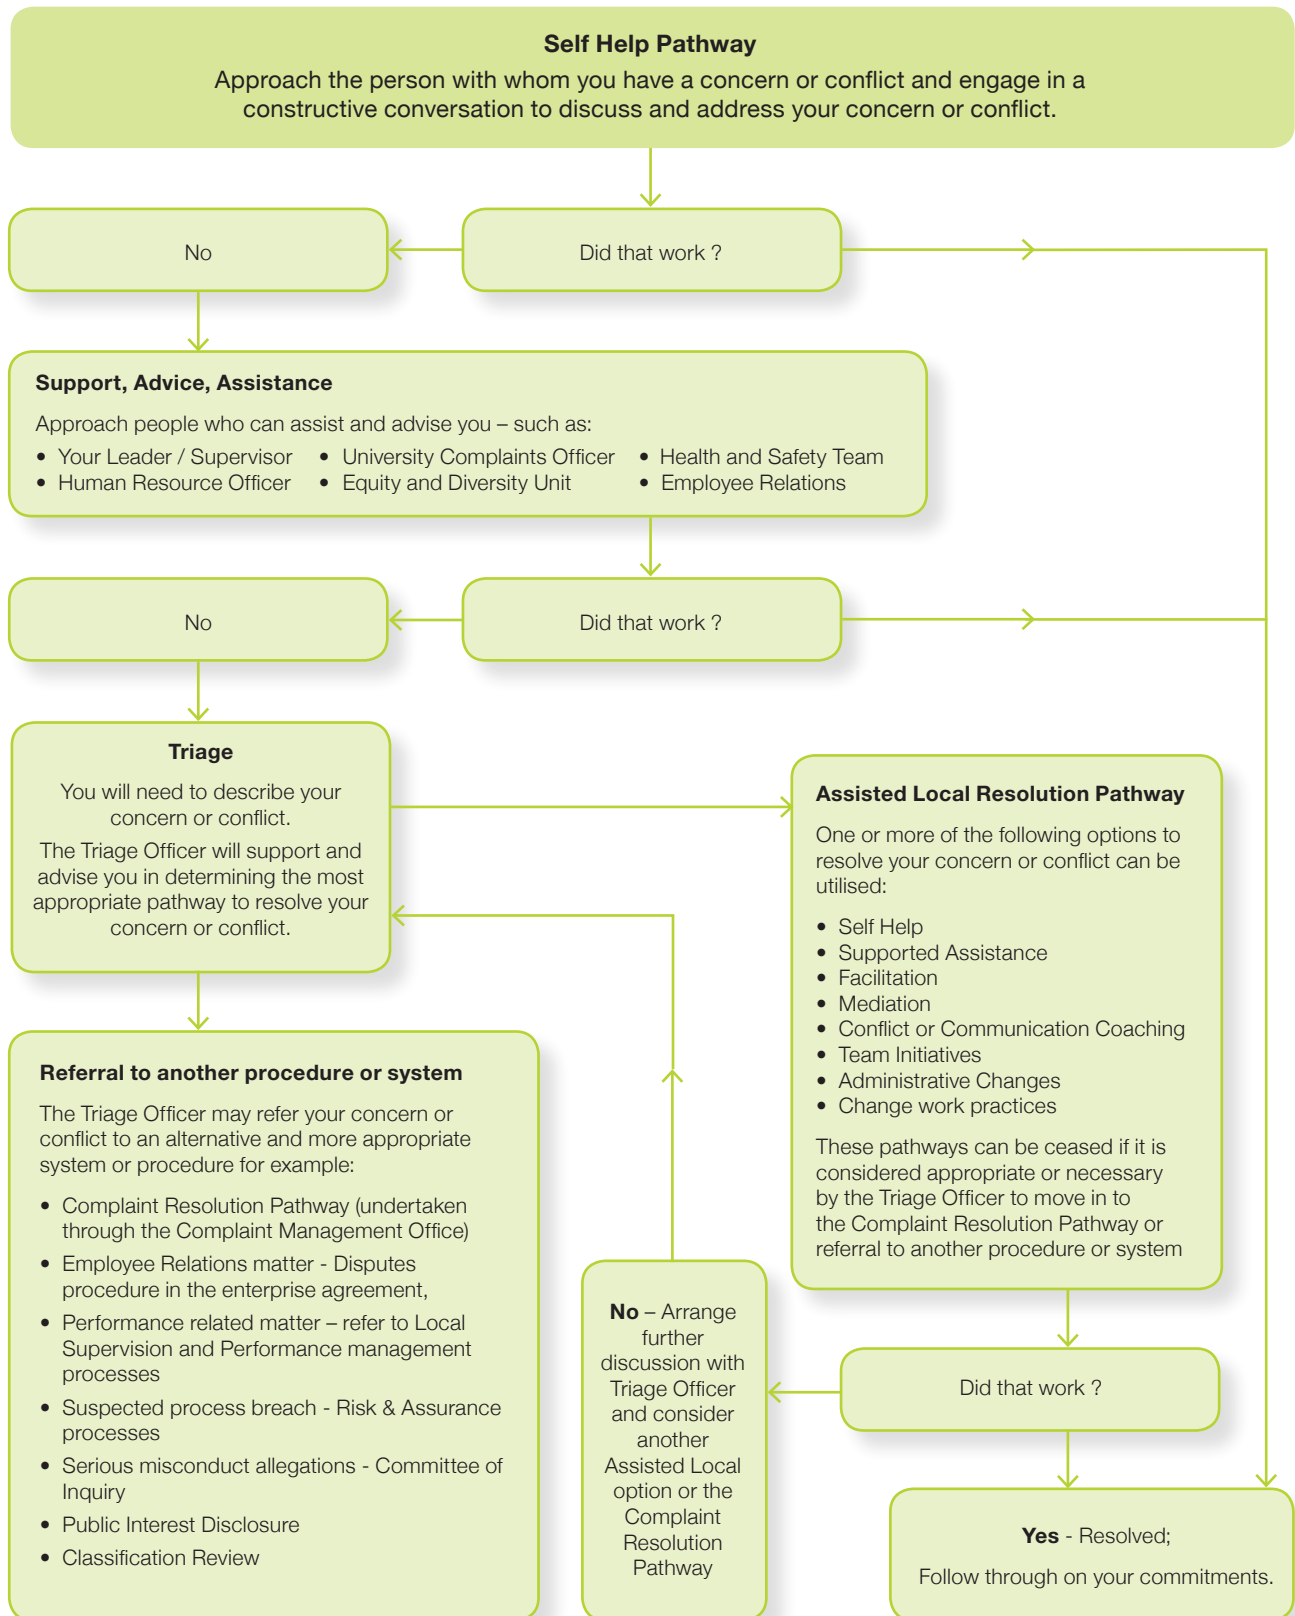 Self Help Pathway
Approach the person with whom you have a concern or conflict and engage in a
constructive conversation to discuss and address your concern or conflict.
No
Did that work ?
Support, Advice, Assistance
Approach people who can assist and advise you – such as:
• Your Leader / Supervisor • University Complaints Officer • Health and Safety Team
• Human Resource Officer • Equity and Diversity Unit • Employee Relations
No
Did that work ?
Triage
You will need to describe your
concern or conflict.
The Triage Officer will support and
advise you in determining the most
appropriate pathway to resolve your
concern or conflict.
Assisted Local Resolution Pathway
One or more of the following options to
resolve your concern or conflict can be
utilised:
• Self Help
• Supported Assistance
• Facilitation
• Mediation
• Conflict or Communication Coaching
• Team Initiatives
• Administrative Changes
• Change work practices
These pathways can be ceased if it is
considered appropriate or necessary
by the Triage Officer to move in to
the Complaint Resolution Pathway or
referral to another procedure or system
Referral to another procedure or system
The Triage Officer may refer your concern or
conflict to an alternative and more appropriate
system or procedure for example:
• Complaint Resolution Pathway (undertaken
through the Complaint Management Office)
• Employee Relations matter - Disputes
procedure in the enterprise agreement,
• Performance related matter – refer to Local
Supervision and Performance management
processes
• Suspected process breach - Risk & Assurance
processes
• Serious misconduct allegations - Committee of
Inquiry
• Public Interest Disclosure
• Classification Review
No – Arrange
further
discussion with
Triage Officer
and consider
another
Assisted Local
option or the
Complaint
Resolution
Pathway
Did that work ?
Yes - Resolved;
Follow through on your commitments.